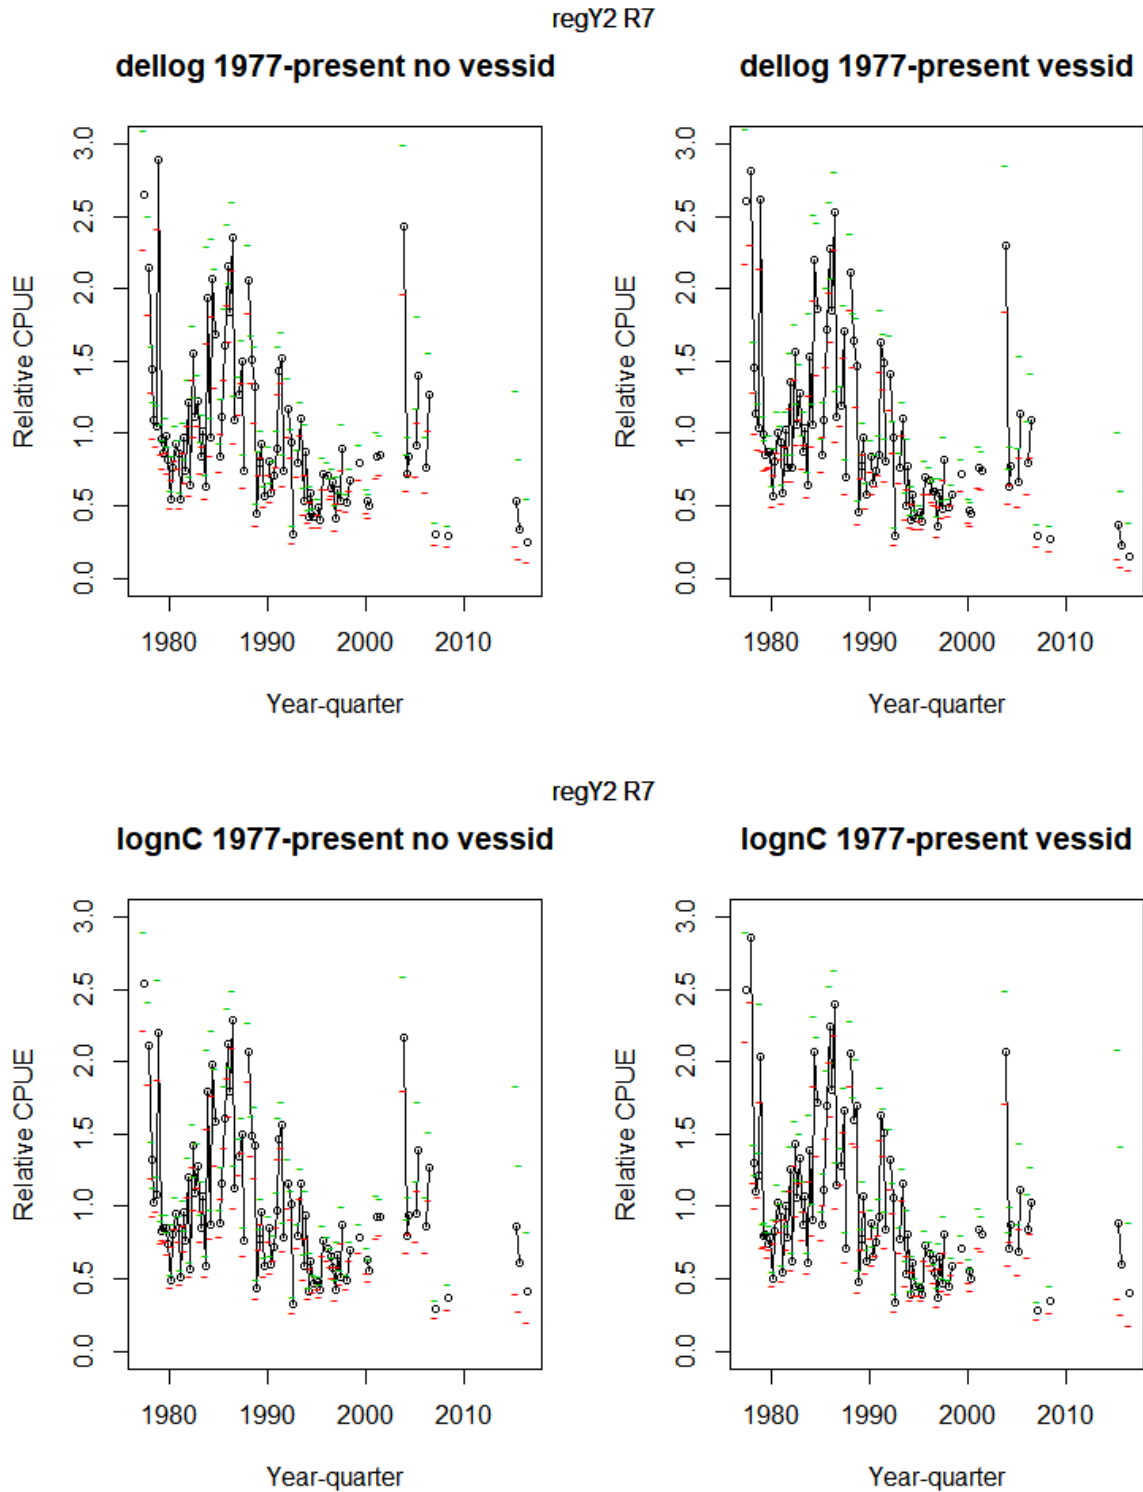 regY2 R7
dellog 1977-present no vessid
dellog 1977-present vessid
Relative CPUE
3.0
2.5
2.0
1.5
1.0
0.5
0.0
1980 1990 2000 2010
Year-quarter
Relative CPUE
3.0
2.5
2.0
1.5
1.0
0.5
0.0
1980 1990 2000 2010
Year-quarter
regY2 R7
lognC 1977-present no vessid
lognC 1977-present vessid
Relative CPUE
3.0
2.5
2.0
1.5
1.0
0.5
0.0
1980 1990 2000 2010
Year-quarter
Relative CPUE
3.0
2.5
2.0
1.5
1.0
0.5
0.0
1980 1990 2000 2010
Year-quarter